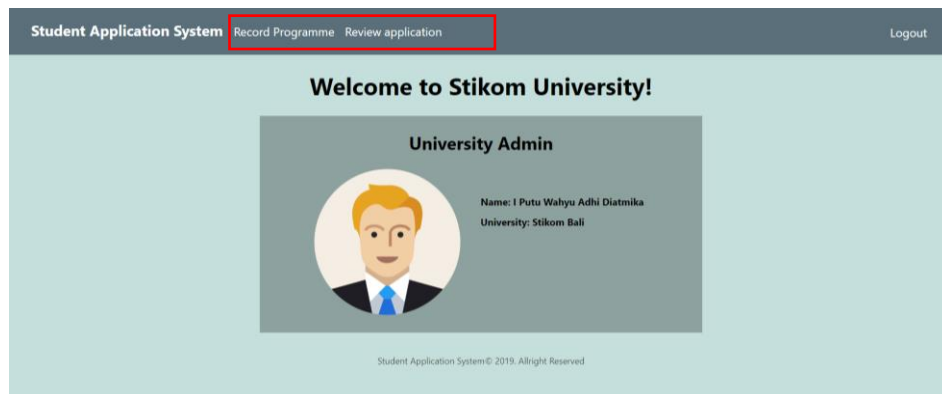 Student Application System Record Programme Review application Logout
Welcome to Stikom University!
University Admin
Name: I Putu Wahyu Adhi Diatmika
University: Stikom Bali
Student Application System© 2019. Allright Reserved